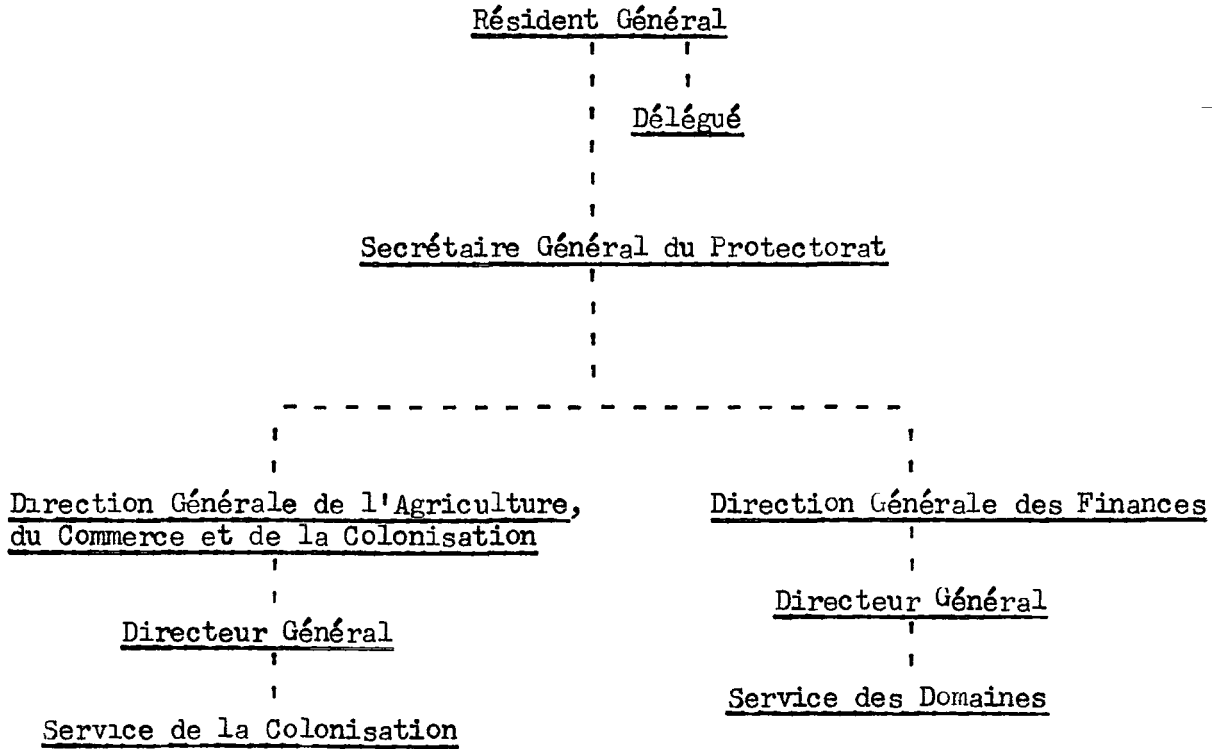 Résident Général
Délégué
Secrétaire Général du Protectorat
Direction Générale de l'Agriculture,
du Commerce et de la Colonisation
Direction Générale des Finances
Directeur Général
Directeur Général
Service des Domaines
Service de la Colonisation